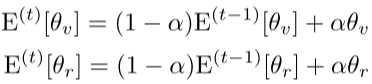 E^{(t)}[θ_v] = (1 − α)E^{(t−1)}[θ_v] + αθ_v
E^{(t)}[θ_r] = (1 − α)E^{(t−1)}[θ_r] + αθ_r